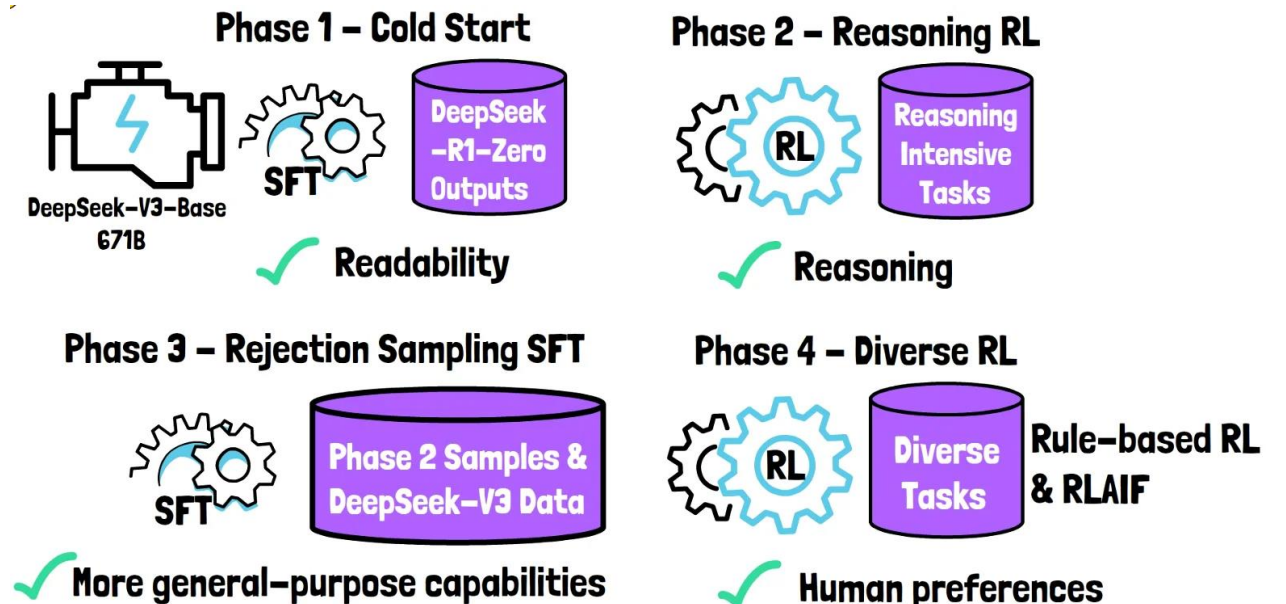 Phase 1 – Cold Start
DeepSeek
-R1-Zero
Outputs
SFT
DeepSeek-V3-Base
671B
Readability
Phase 2 – Reasoning RL
RL
Reasoning
Intensive
Tasks
Reasoning
Phase 3 – Rejection Sampling SFT
SFT
Phase 2 Samples &
DeepSeek-V3 Data
More general-purpose capabilities
Phase 4 – Diverse RL
RL
Diverse
Tasks
Rule-based RL
& RLAIF
Human preferences